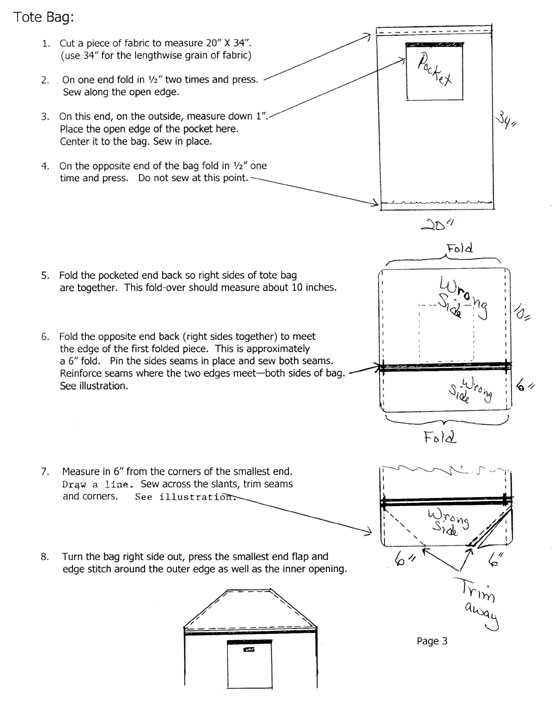 Tote Bag:
1. Cut a piece of fabric to measure 20" X 34".
(use 34" for the lengthwise grain of fabric)
2. On one end fold in ½" two times and press.
Sew along the open edge.
3. On this end, on the outside, measure down 1".
Place the open edge of the pocket here.
Center it to the bag. Sew in place.
4. On the opposite end of the bag fold in ½" one
time and press. Do not sew at this point.
Pocket
34"
20"
5. Fold the pocketed end back so right sides of tote bag
are together. This fold-over should measure about 10 inches.
6. Fold the opposite end back (right sides together) to meet
the edge of the first folded piece. This is approximately
a 6" fold. Pin the sides seams in place and sew both seams.
Reinforce seams where the two edges meet—both sides of bag.
See illustration.
Fold
Wrong
Side
10"
Wrong
Side
6"
Fold
7. Measure in 6" from the corners of the smallest end.
Draw a line. Sew across the slants, trim seams
and corners. See illustration.
8. Turn the bag right side out, press the smallest end flap and
edge stitch around the outer edge as well as the inner opening.
Wrong
Side
6"
6"
Trim
away
Page 3